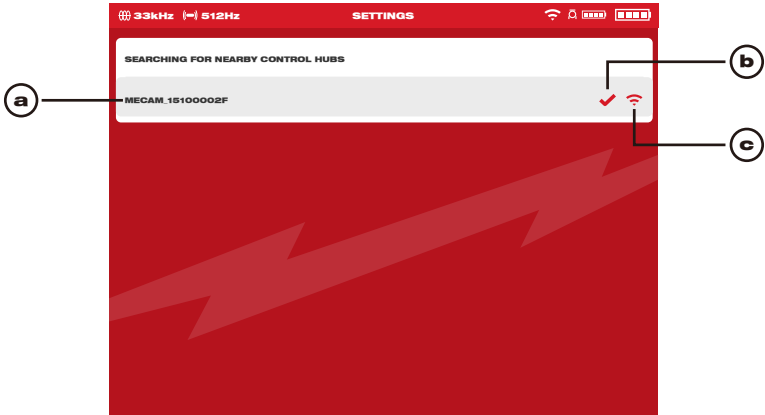 33kHz 512Hz SETTINGS
SEARCHING FOR NEARBY CONTROL HUBS
b
a
MECAM_15100002F
c